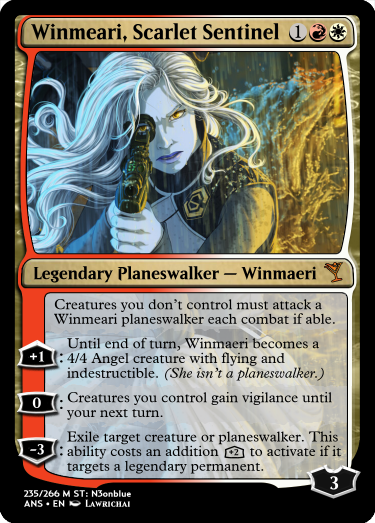 Winmeari, Scarlet Sentinel 1
Legendary Planeswalker — Winmaeri
Creatures you don't control must attack a
Winmeari planeswalker each combat if able.
+1: Until end of turn, Winmaeri becomes a
4/4 Angel creature with flying and
indestructible. (She isn't a planeswalker.)
0: Creatures you control gain vigilance until
your next turn.
-3: Exile target creature or planeswalker. This
ability costs an addition +2 to activate if it
targets a legendary permanent.
3
235/266 M ST: N3onblue
ANS • EN Lawrichai